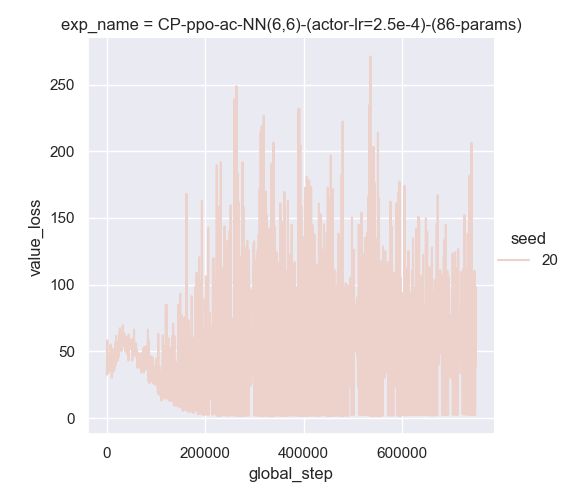 exp_name = CP-ppo-ac-NN(6,6)-(actor-lr=2.5e-4)-(86-params)
250
200
150
100
50
0
value_loss
0 200000 400000 600000
global_step
seed
20